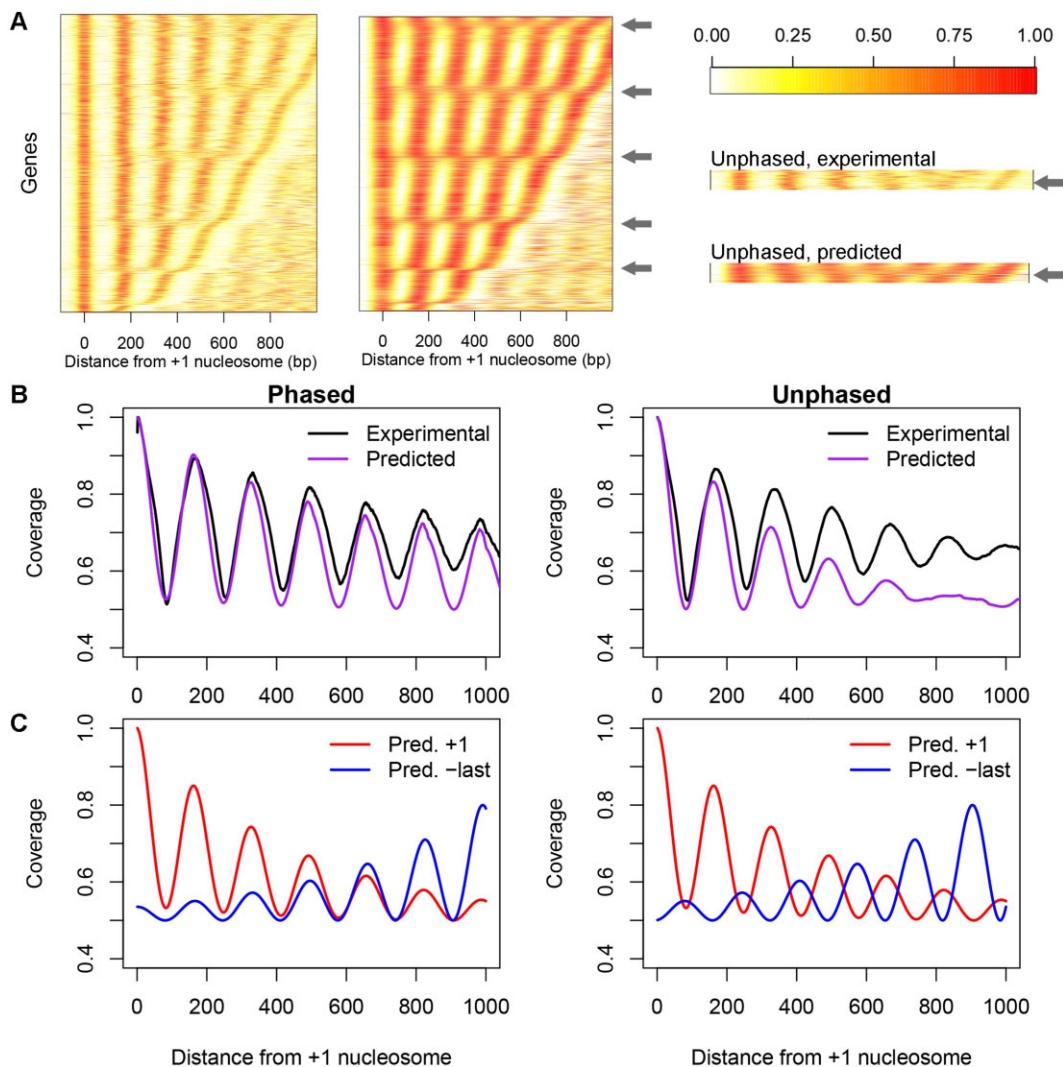 A
Genes
0 200 400 600 800
Distance from +1 nucleosome (bp)
0 200 400 600 800
Distance from +1 nucleosome (bp)
0.00 0.25 0.50 0.75 1.00
Unphased, experimental
Unphased, predicted
B
Phased
Coverage
1.0
0.8
0.6
0.4
Experimental
Predicted
0 200 400 600 800 1000
Unphased
Coverage
1.0
0.8
0.6
0.4
Experimental
Predicted
0 200 400 600 800 1000
C
Coverage
1.0
0.8
0.6
0.4
Pred. +1
Pred. −last
0 200 400 600 800 1000
Distance from +1 nucleosome
Coverage
1.0
0.8
0.6
0.4
Pred. +1
Pred. −last
0 200 400 600 800 1000
Distance from +1 nucleosome